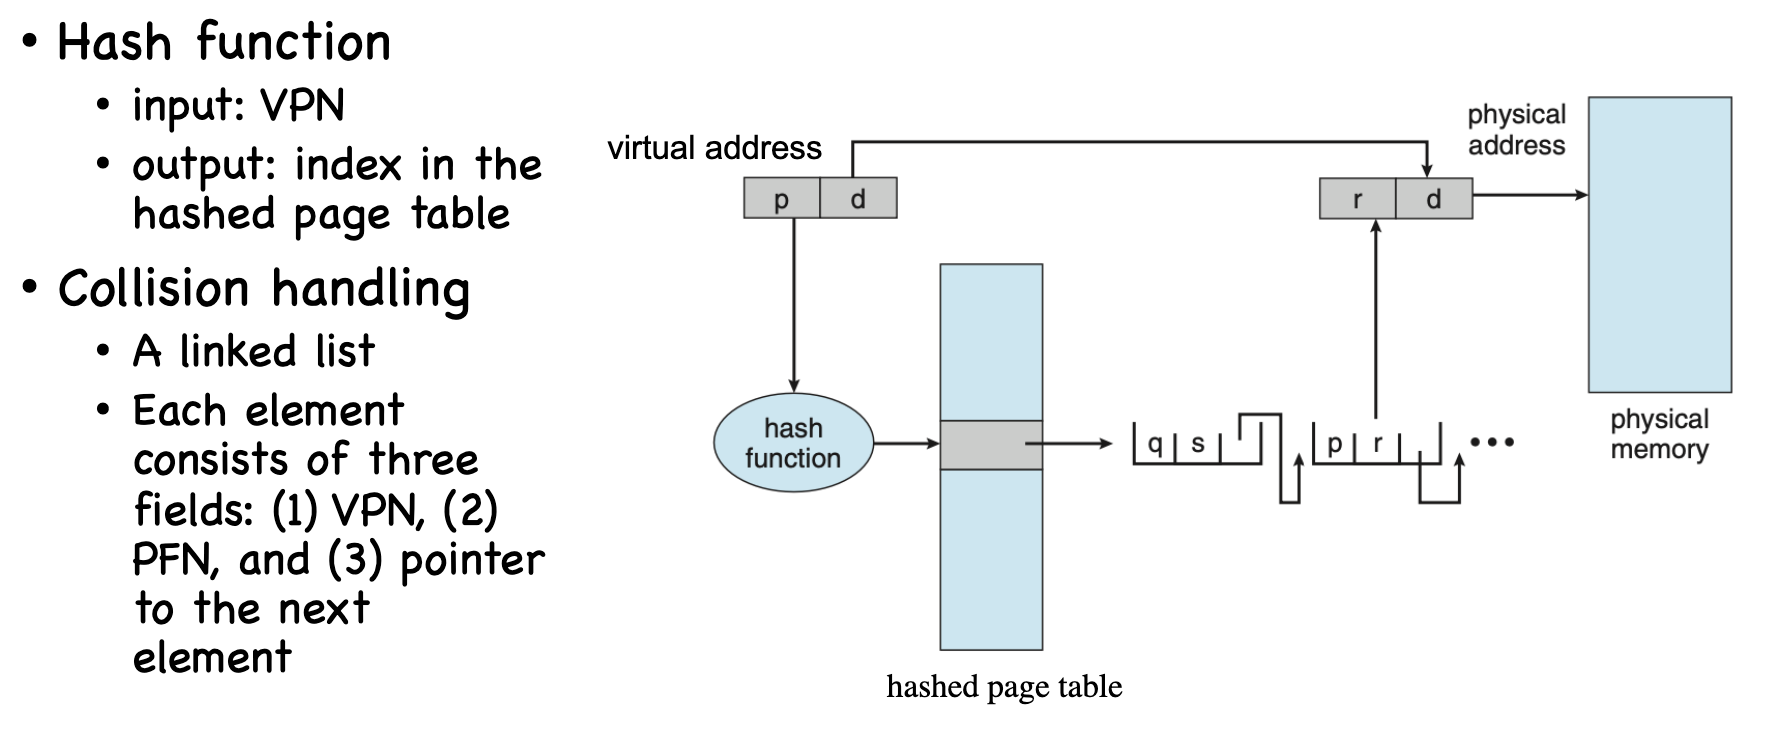 • Hash function
• input: VPN
• output: index in the
hashed page table
• Collision handling
• A linked list
• Each element
consists of three
fields: (1) VPN, (2)
PFN, and (3) pointer
to the next
element
virtual address
p d
hash
function
hashed page table
q s
p r
•••
r d
physical
address
physical
memory